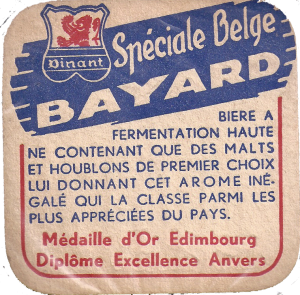 Dinant
Spéciale Belge
BAYARD
BIERE A
FERMENTATION HAUTE
NE CONTENANT QUE DES MALTS
ET HOUBLONS DE PREMIER CHOIX
LUI DONNANT CET AROME INÉ-
GALÉ QUI LA CLASSE PARMI LES
PLUS APPRÉCIÉES DU PAYS.
Médaille d'Or Edimbourg
Diplôme Excellence Anvers